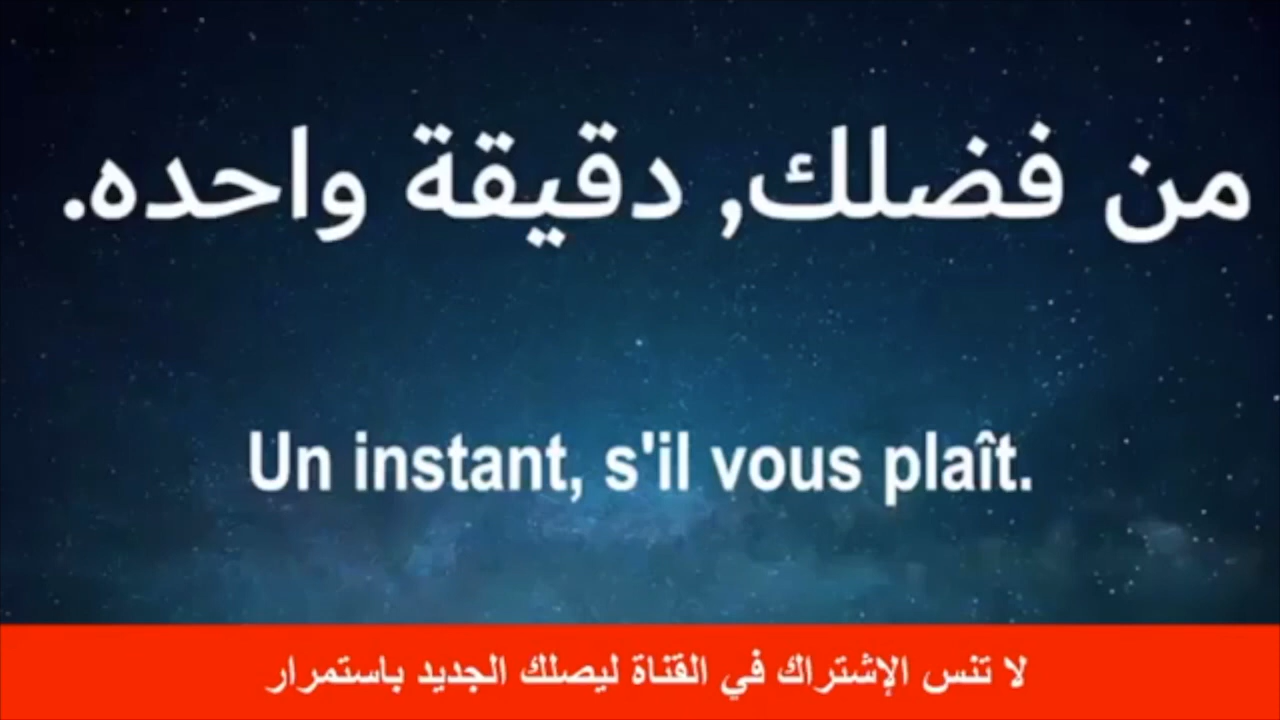 من فضلك, دقيقة واحده.
Un instant, s'il vous plaît.
لا تنس الإشتراك في القناة ليصلك الجديد باستمرار